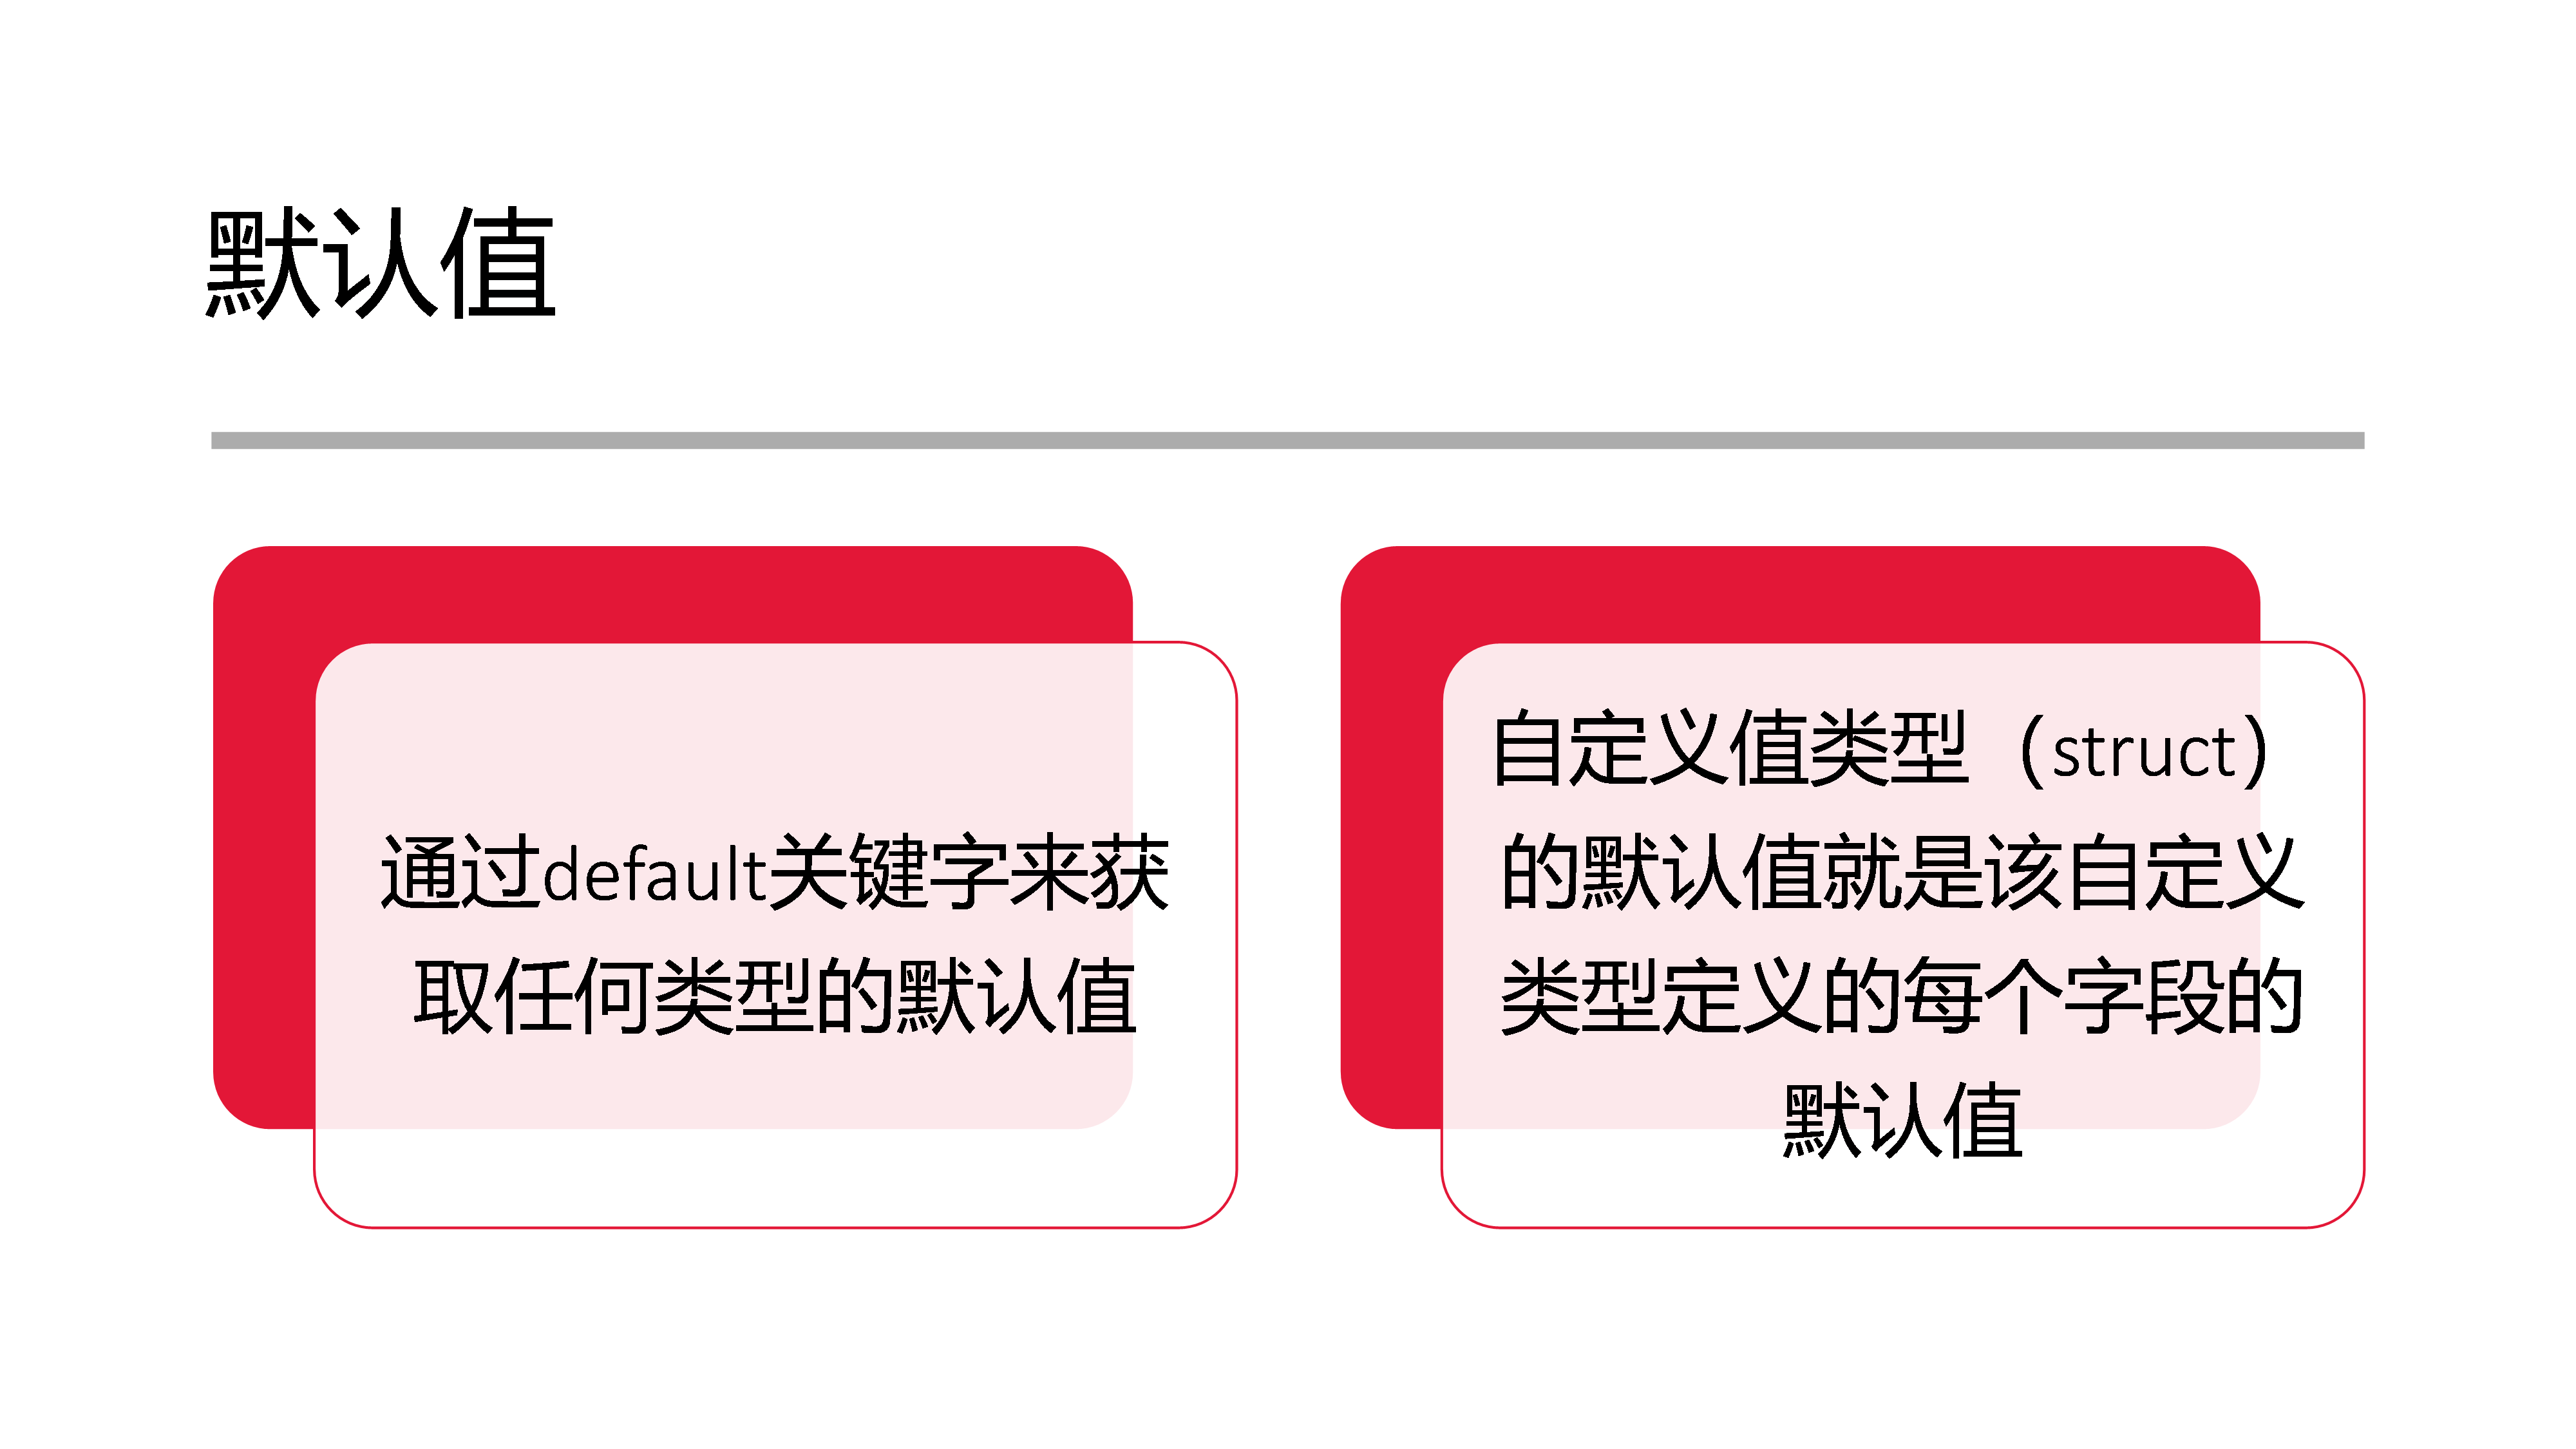 默认值
通过default关键字来获
取任何类型的默认值
自定义值类型（struct）
的默认值就是该自定义
类型定义的每个字段的
默认值